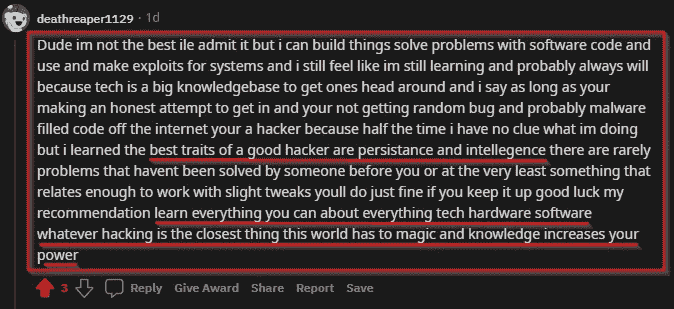 deathreaper1129 · 1d
Dude im not the best ile admit it but i can build things solve problems with software code and
use and make exploits for systems and i still feel like im still learning and probably always will
because tech is a big knowledgebase to get ones head around and i say as long as your
making an honest attempt to get in and your not getting random bug and probably malware
filled code off the internet your a hacker because half the time i have no clue what im doing
but i learned the best traits of a good hacker are persistance and intellegence there are rarely
problems that havent been solved by someone before you or at the very least something that
relates enough to work with slight tweaks youll do just fine if you keep it up good luck my
recommendation learn everything you can about everything tech hardware software
whatever hacking is the closest thing this world has to magic and knowledge increases your
power
3 Reply Give Award Share Report Save